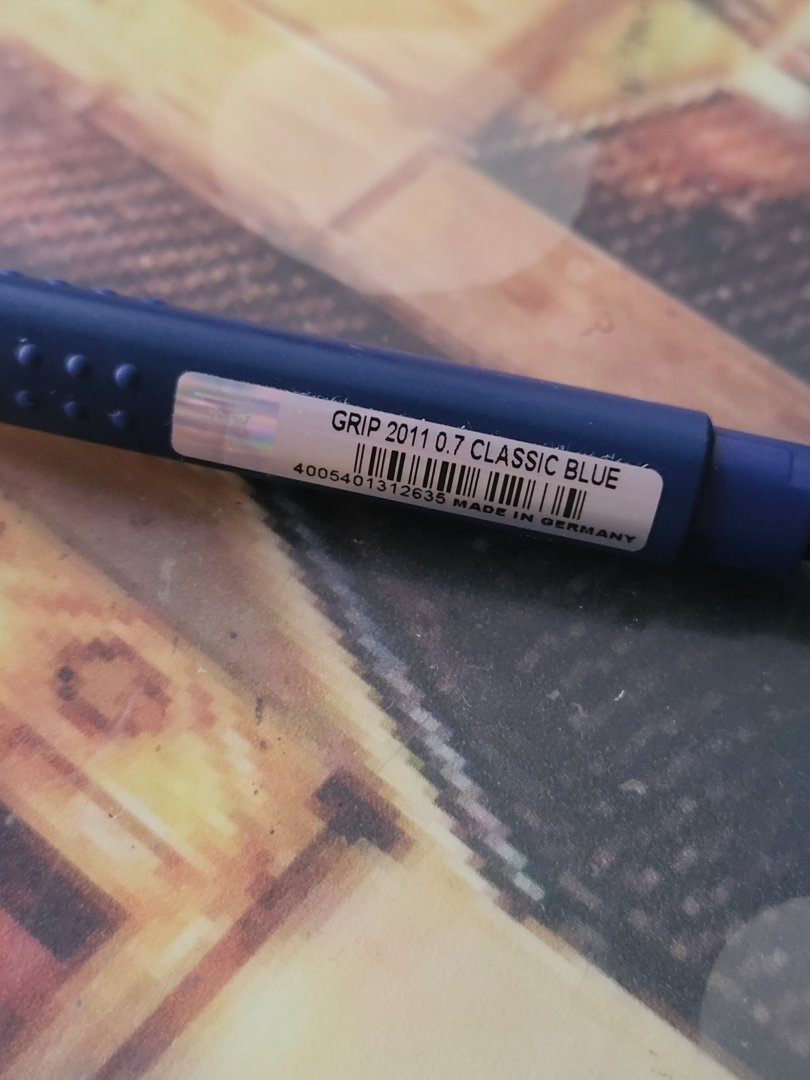 GRIP 2011 0.7 CLASSIC BLUE
4005401312635 MADE IN GERMANY